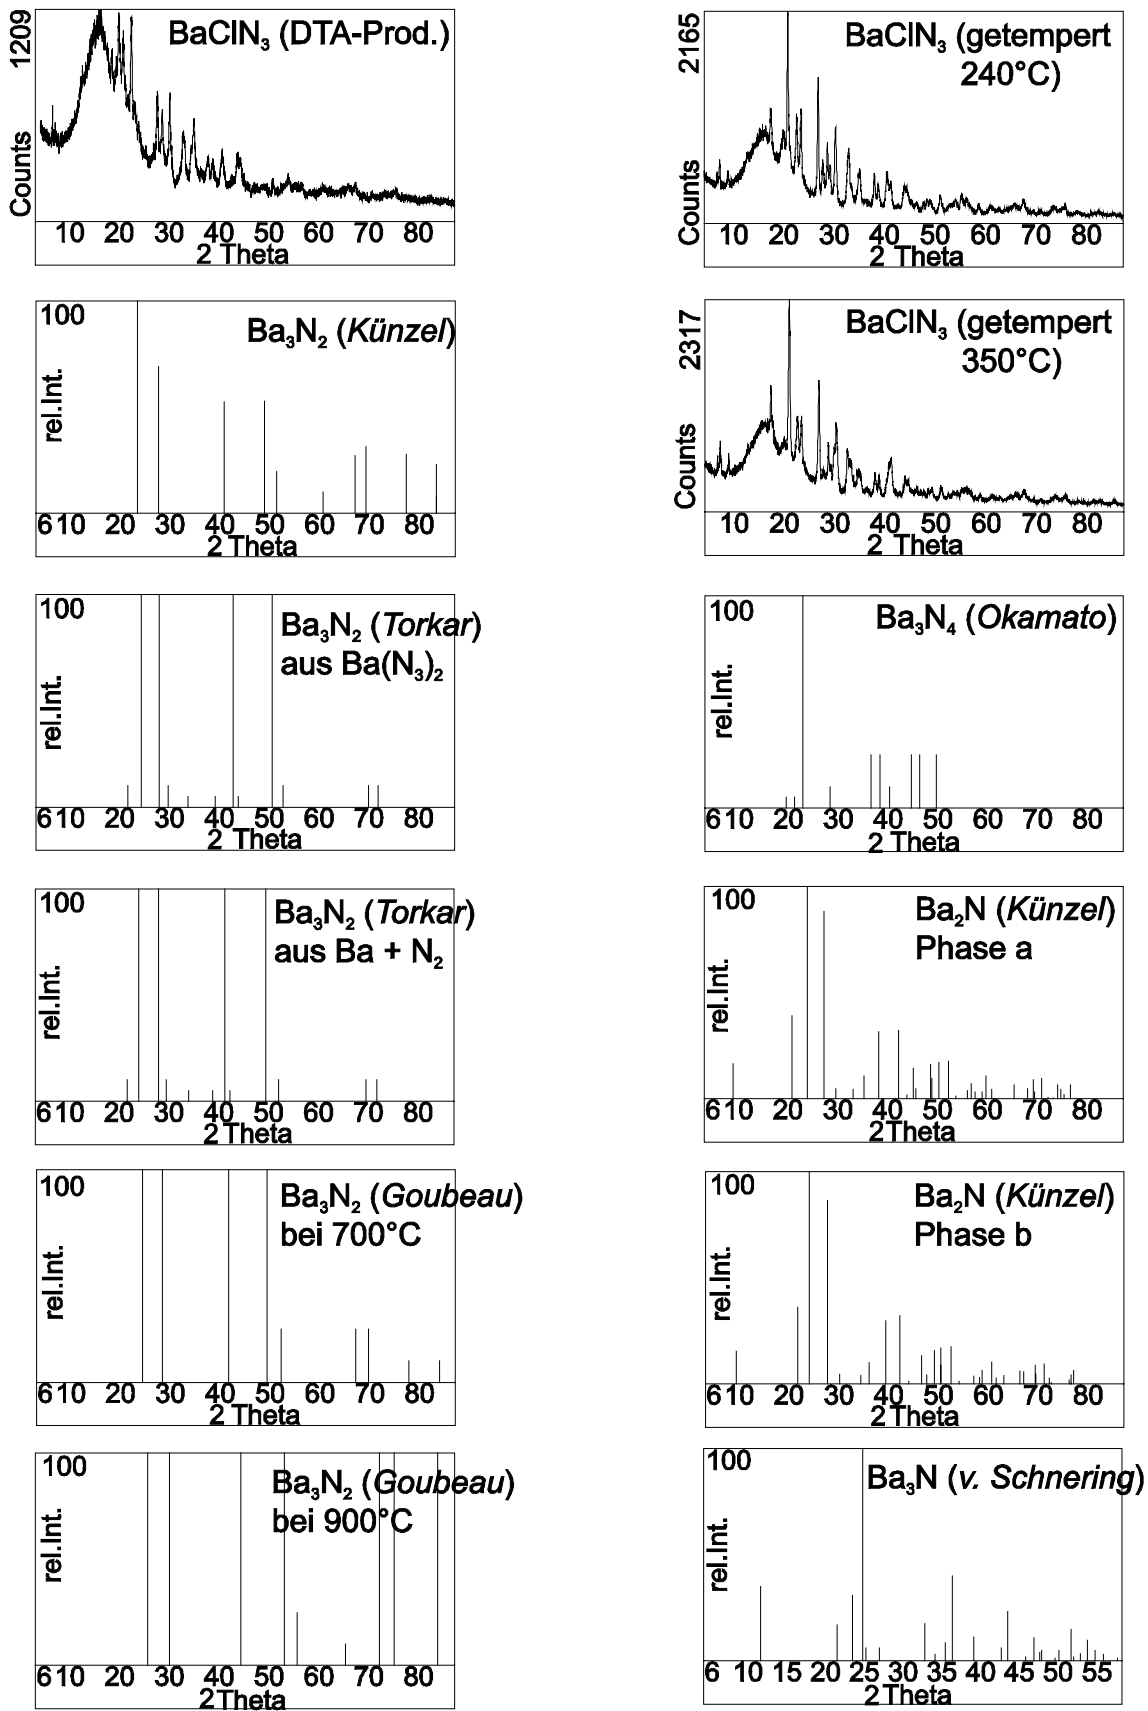 1209
Counts
BaClN₃ (DTA-Prod.)
10 20 30 40 50 60 70 80
2 Theta
2165
Counts
BaClN₃ (getempert
240°C)
10 20 30 40 50 60 70 80
2 Theta
100
rel.Int.
Ba₃N₂ (Künzel)
6 10 20 30 40 50 60 70 80
2 Theta
2317
Counts
BaClN₃ (getempert
350°C)
10 20 30 40 50 60 70 80
2 Theta
100
rel.Int.
Ba₃N₂ (Torkar)
aus Ba(N₃)₂
6 10 20 30 40 50 60 70 80
2 Theta
100
rel.Int.
Ba₃N₄ (Okamato)
6 10 20 30 40 50 60 70 80
2 Theta
100
rel.Int.
Ba₃N₂ (Torkar)
aus Ba + N₂
6 10 20 30 40 50 60 70 80
2 Theta
100
rel.Int.
Ba₂N (Künzel)
Phase a
6 10 20 30 40 50 60 70 80
2Theta
100
rel.Int.
Ba₃N₂ (Goubeau)
bei 700°C
6 10 20 30 40 50 60 70 80
2 Theta
100
rel.Int.
Ba₂N (Künzel)
Phase b
6 10 20 30 40 50 60 70 80
2 Theta
100
rel.Int.
Ba₃N₂ (Goubeau)
bei 900°C
6 10 20 30 40 50 60 70 80
2Theta
100
rel.Int.
Ba₃N (v. Schnering)
6 10 15 20 25 30 35 40 45 50 55
2 Theta